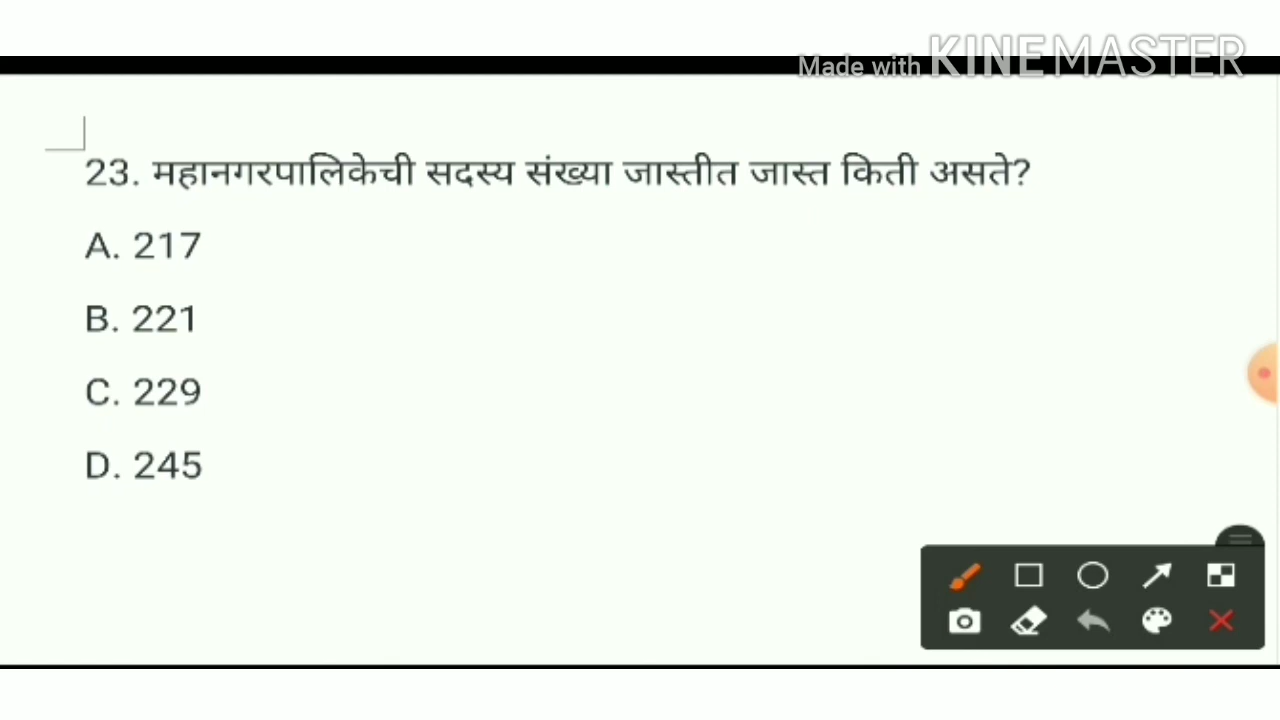 Made with KINEMASTER
23. महानगरपालिकेची सदस्य संख्या जास्तीत जास्त किती असते?
A. 217
B. 221
C. 229
D. 245